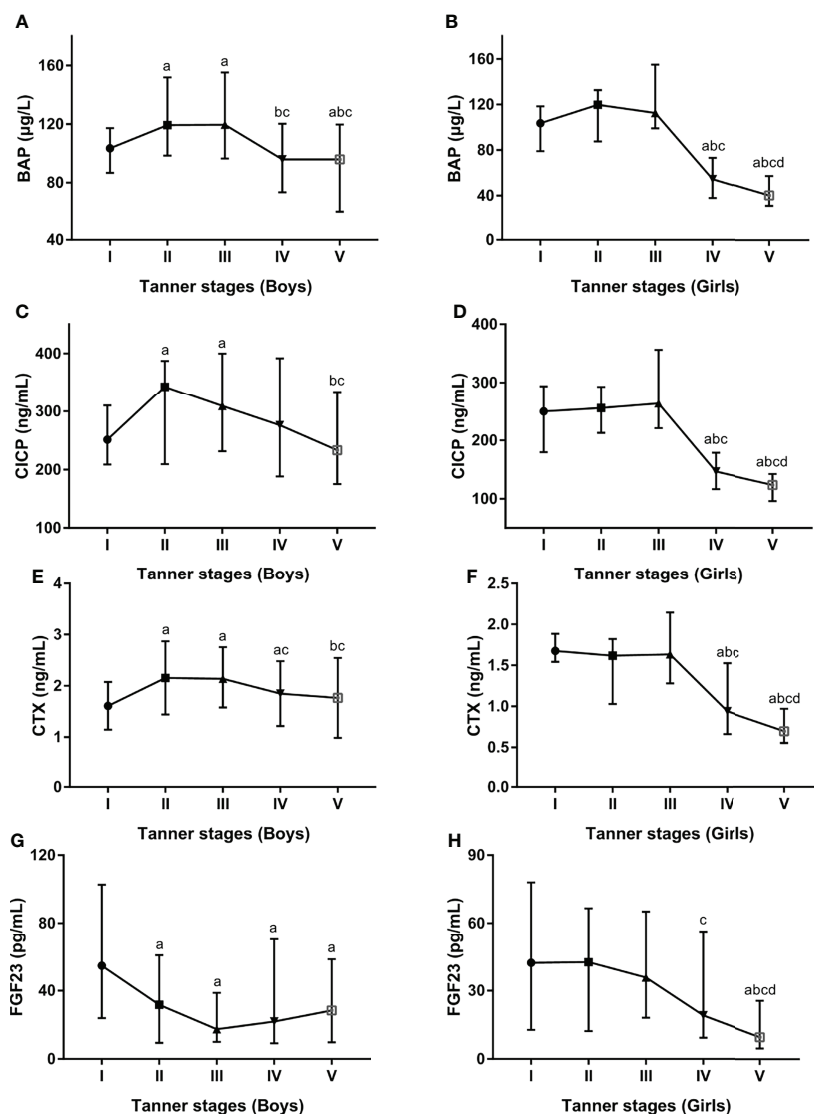 A
BAP (µg/L)
160
120
80
40
a
a
bc
abc
I II III IV V
Tanner stages (Boys)
B
BAP (µg/L)
160
120
80
40
0
abc
abcd
I II III IV V
Tanner stages (Girls)
C
CICP (ng/mL)
400
300
200
100
a
a
bc
I II III IV V
Tanner stages (Boys)
D
CICP (ng/mL)
400
300
200
100
abc
abcd
I II III IV V
Tanner stages (Girls)
E
CTX (ng/mL)
4
3
2
1
0
a
a
ac
bc
I II III IV V
Tanner stages (Boys)
F
CTX (ng/mL)
2.5
2.0
1.5
1.0
0.5
0.0
abc
abcd
I II III IV V
Tanner stages (Girls)
G
FGF23 (pg/mL)
120
80
40
0
a
a
a
a
I II III IV V
Tanner stages (Boys)
H
FGF23 (pg/mL)
90
60
30
0
c
abcd
I II III IV V
Tanner stages (Girls)